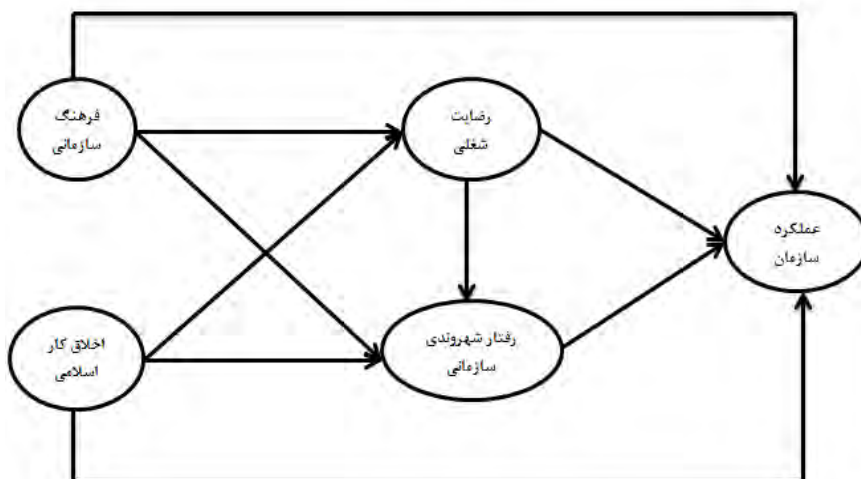 فرهنگ
سازمانی
رضایت
شغلی
عملکرد
سازمان
اخلاق کار
اسلامی
رفتار شهروندی
سازمانی